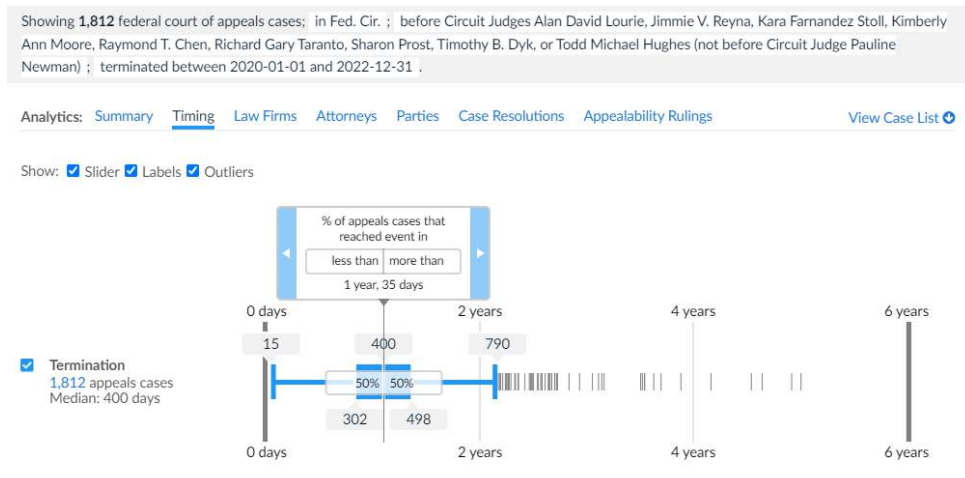 Showing 1,812 federal court of appeals cases; in Fed. Cir. ; before Circuit Judges Alan David Lourie, Jimmie V. Reyna, Kara Farnandez Stoll, Kimberly
Ann Moore, Raymond T. Chen, Richard Gary Taranto, Sharon Prost, Timothy B. Dyk, or Todd Michael Hughes (not before Circuit Judge Pauline
Newman) ; terminated between 2020-01-01 and 2022-12-31 .
Analytics: Summary Timing Law Firms Attorneys Parties Case Resolutions Appealability Rulings View Case List
Show: Slider Labels Outliers
% of appeals cases that
reached event in
less than more than
1 year, 35 days
0 days 2 years 4 years 6 years
15 400 790
Termination
1,812 appeals cases
Median: 400 days
50% 50%
302 498
0 days 2 years 4 years 6 years